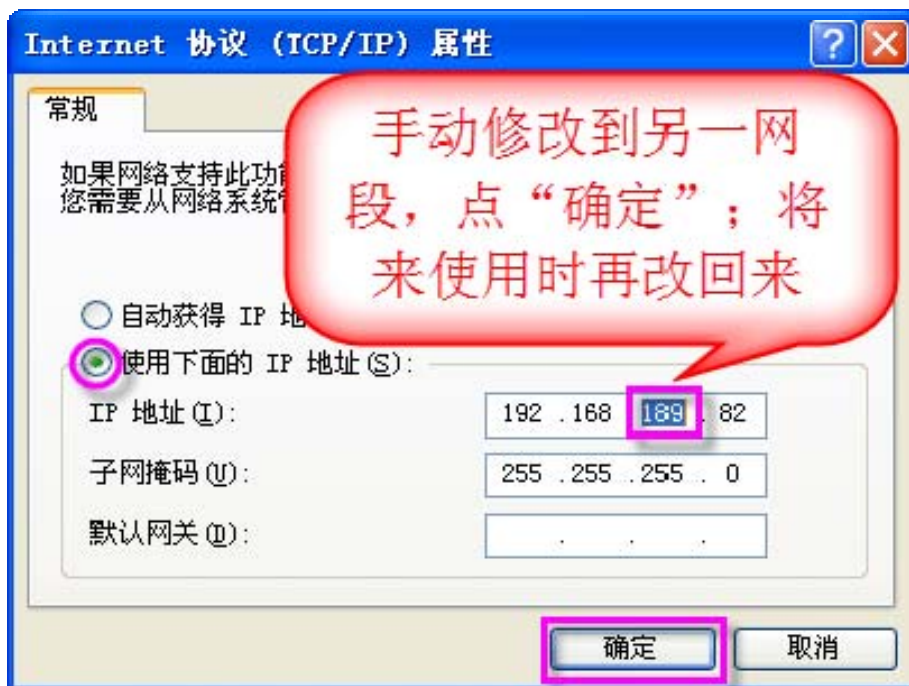 Internet 协议 (TCP/IP) 属性
常规
手动修改到另一网
段，点“确定”；将
来使用时再改回来
如果网络支持此功
您需要从网络系统
自动获得 IP 地
使用下面的 IP 地址(S):
IP 地址(I): 192 .168 .189 . 82
子网掩码(U): 255 .255 .255 . 0
默认网关(D): . . .
确定 取消